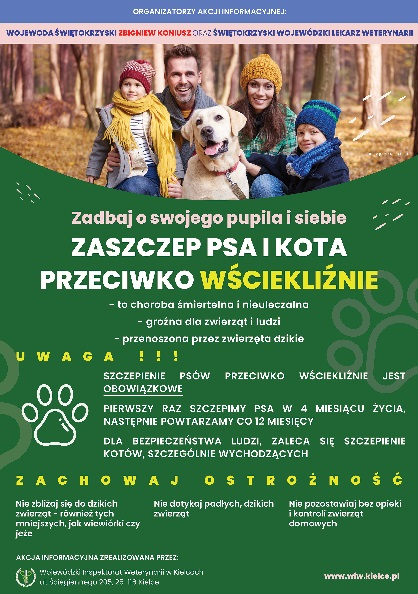 ORGANIZATORZY AKCJI INFORMACYJNEJ:
WOJEWODA ŚWIĘTOKRZYSKI ZBIGNIEW KONIUSZ ORAZ ŚWIĘTOKRZYSKI WOJEWÓDZKI LEKARZ WETERYNARII
Zadbaj o swojego pupila i siebie
ZASZCZEP PSA I KOTA
PRZECIWKO WŚCIEKLIŹNIE
- to choroba śmiertelna i nieuleczalna
- groźna dla zwierząt i ludzi
- przenoszona przez zwierzęta dzikie
UWAGA !!!
SZCZEPIENIE PSÓW PRZECIWKO WŚCIEKLIŹNIE JEST
OBOWIĄZKOWE
PIERWSZY RAZ SZCZEPIMY PSA W 4 MIESIĄCU ŻYCIA,
NASTĘPNIE POWTARZAMY CO 12 MIESIĘCY
DLA BEZPIECZEŃSTWA LUDZI, ZALECA SIĘ SZCZEPIENIE
KOTÓW, SZCZEGÓLNIE WYCHODZĄCYCH
ZACHOWAJ OSTROŻNOŚĆ
Nie zbliżaj się do dzikich
zwierząt - również tych
mniejszych, jak wiewiórki czy
jeże
Nie dotykaj padłych, dzikich
zwierząt
Nie pozostawiaj bez opieki
i kontroli zwierząt
domowych
AKCJA INFORMACYJNA ZREALIZOWANA PRZEZ:
Wojewódzki Inspektorat Weterynarii w Kielcach
ul. Ściegiennego 205, 25-116 Kielce
www.wiw.kielce.pl